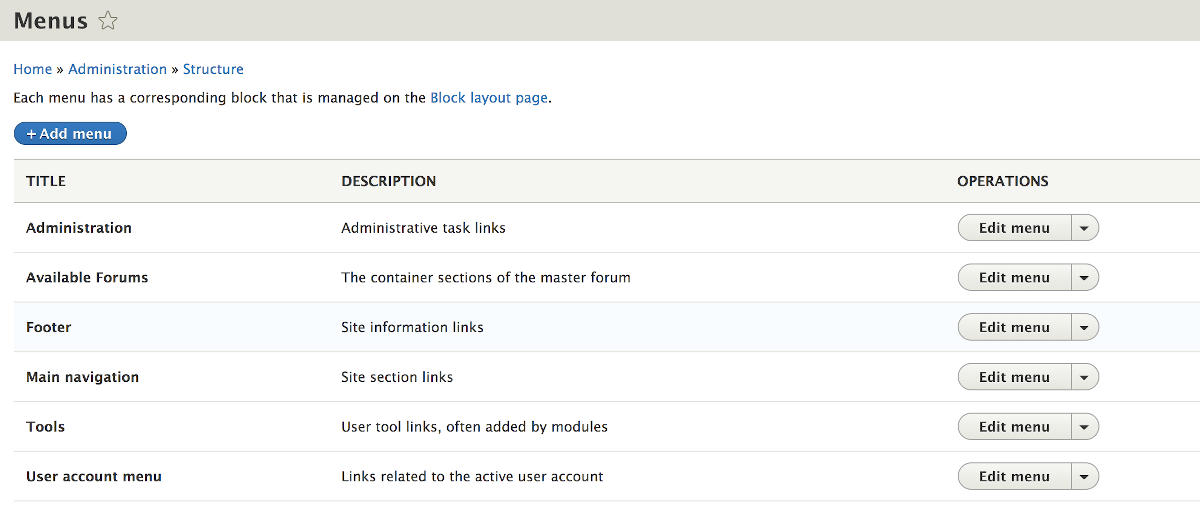 Menus
Home » Administration » Structure
Each menu has a corresponding block that is managed on the Block layout page.
+ Add menu
TITLE DESCRIPTION OPERATIONS
Administration Administrative task links Edit menu
Available Forums The container sections of the master forum Edit menu
Footer Site information links Edit menu
Main navigation Site section links Edit menu
Tools User tool links, often added by modules Edit menu
User account menu Links related to the active user account Edit menu